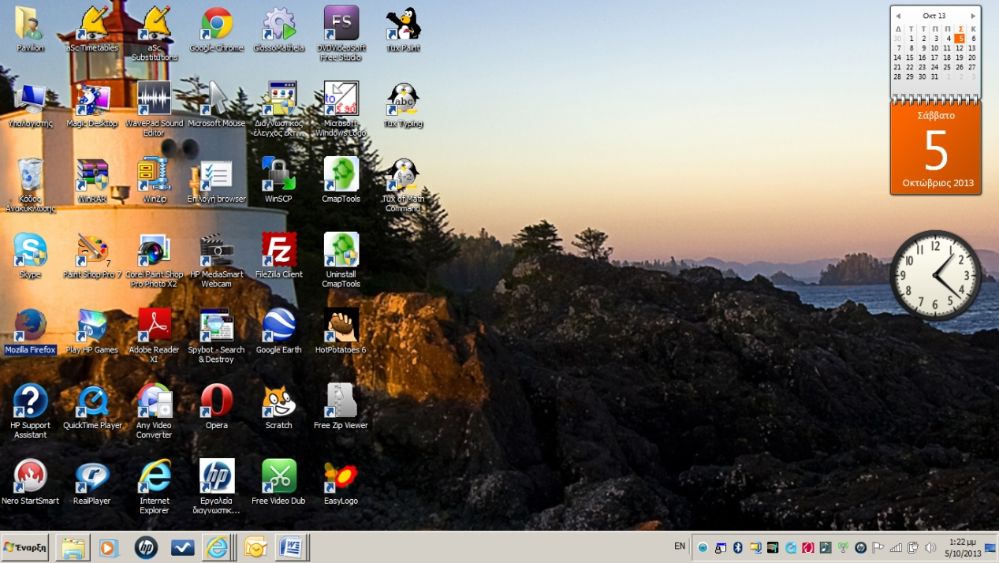 Pavilion
aSc Timetables
aSc
Substitutions
Google Chrome
GlossoMatheia
FS
DVDVideoSoft
Free Studio
Tux Paint
Υπολογιστής
Magic Desktop
WavePad Sound
Editor
Microsoft Mouse
Διαγνωστικός
έλεγχος εκτ...
Microsoft
Windows Logo
abc
Tux Typing
Κάδος
Ανακύκλωσης
WinRAR
WinZip
Επιλογή browser
WinSCP
CmapTools
Tux of Math
Command
Skype
7
Paint Shop Pro 7
Corel Paint Shop
Pro Photo X2
HP MediaSmart
Webcam
FZ
FileZilla Client
Uninstall
CmapTools
Mozilla Firefox
Play HP Games
Adobe Reader
XI
Spybot - Search
& Destroy
Google Earth
HotPotatoes 6
?
HP Support
Assistant
QuickTime Player
Any Video
Converter
Opera
Scratch
Free Zip Viewer
Nero StartSmart
RealPlayer
Internet
Explorer
hp
Εργαλεία
διαγνωστικ...
Free Video Dub
EasyLogo
Οκτ 13
Δ Τ Τ Π Π Σ Κ
30 1 2 3 4 5 6
7 8 9 10 11 12 13
14 15 16 17 18 19 20
21 22 23 24 25 26 27
28 29 30 31 1 2 3
Σάββατο
5
Οκτώβριος 2013
12 1 2 3 4 5 6 7 8 9 10 11
Έναρξη
hp
EN
1:22 μμ
5/10/2013